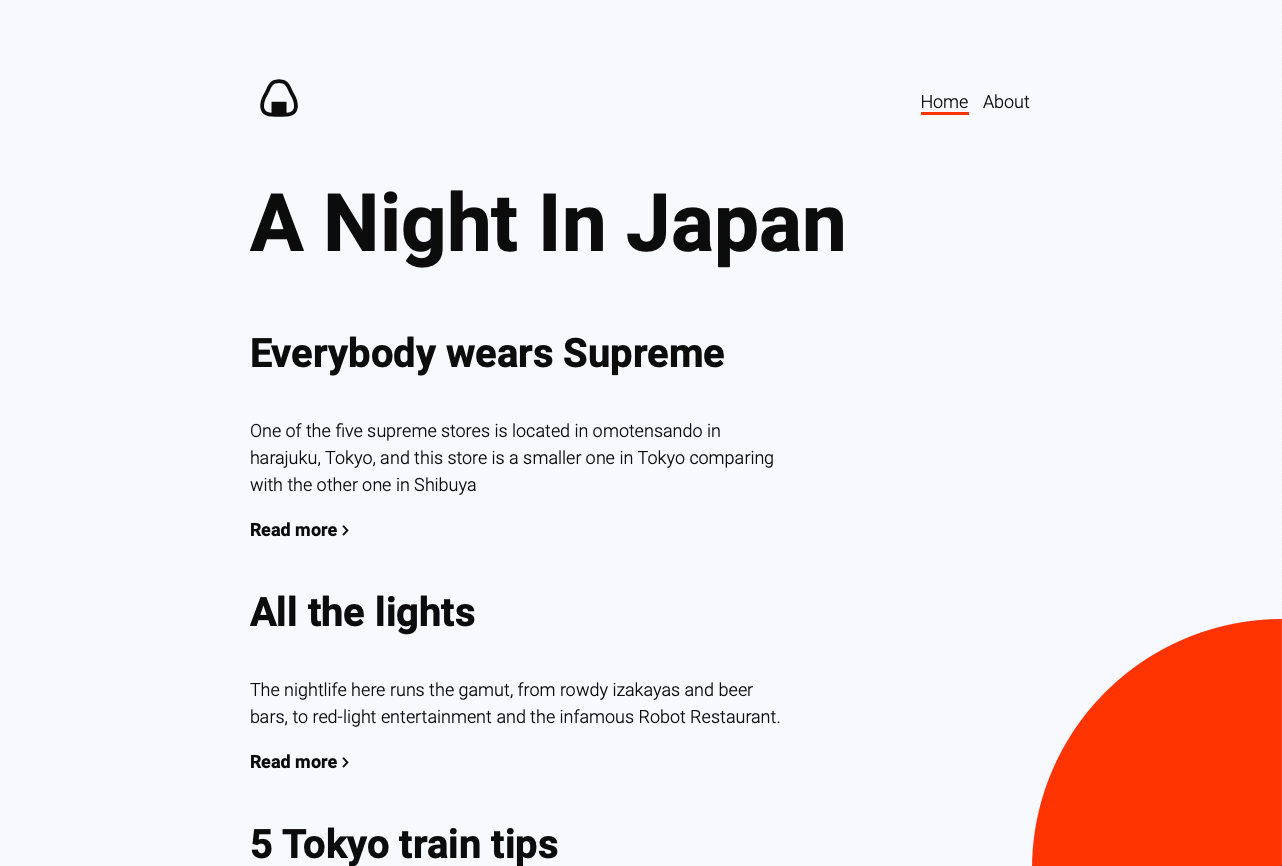 Home About
A Night In Japan
Everybody wears Supreme
One of the five supreme stores is located in omotensando in
harajuku, Tokyo, and this store is a smaller one in Tokyo comparing
with the other one in Shibuya
Read more >
All the lights
The nightlife here runs the gamut, from rowdy izakayas and beer
bars, to red-light entertainment and the infamous Robot Restaurant.
Read more >
5 Tokyo train tips